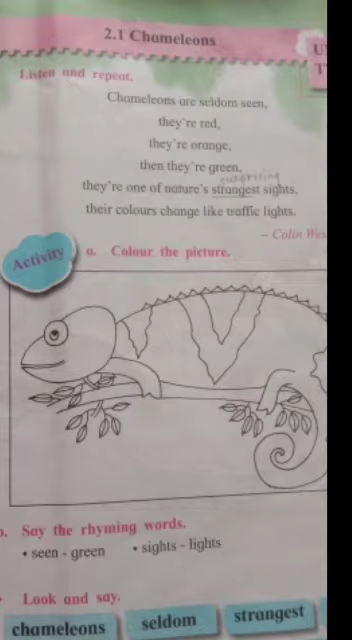 2.1 Chameleons
Listen and repeat.
Chameleons are seldom seen,
they're red,
they're orange,
then they're green,
surprising
they're one of nature's strangest sights,
their colours change like traffic lights.
– Colin
Activity
a. Colour the picture.
Say the rhyming words.
• seen - green • sights - lights
Look and say.
chameleons seldom strangest